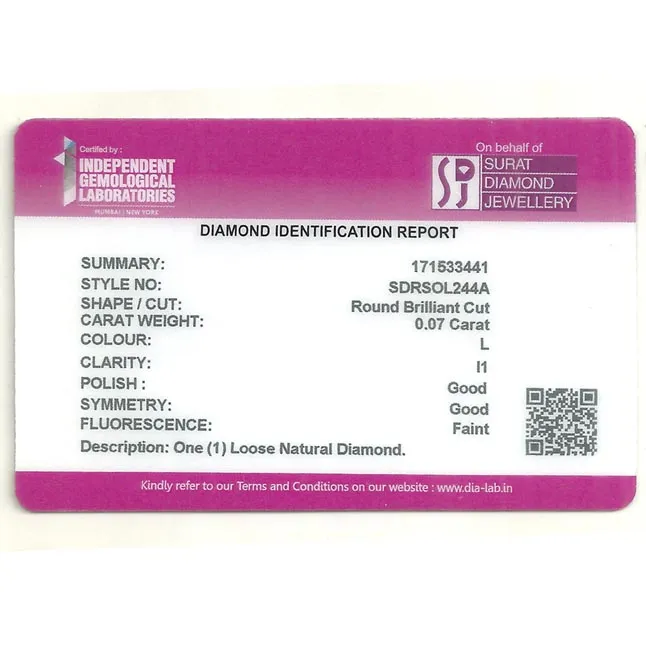 Certified by :
INDEPENDENT
GEMOLOGICAL
LABORATORIES
MUMBAI | NEW YORK
On behalf of
SDJ
SURAT
DIAMOND
JEWELLERY
DIAMOND IDENTIFICATION REPORT
SUMMARY: 171533441
STYLE NO: SDRSOL244A
SHAPE / CUT: Round Brilliant Cut
CARAT WEIGHT: 0.07 Carat
COLOUR: L
CLARITY: I1
POLISH : Good
SYMMETRY: Good
FLUORESCENCE: Faint
Description: One (1) Loose Natural Diamond.
Kindly refer to our Terms and Conditions on our website : www.dia-lab.in